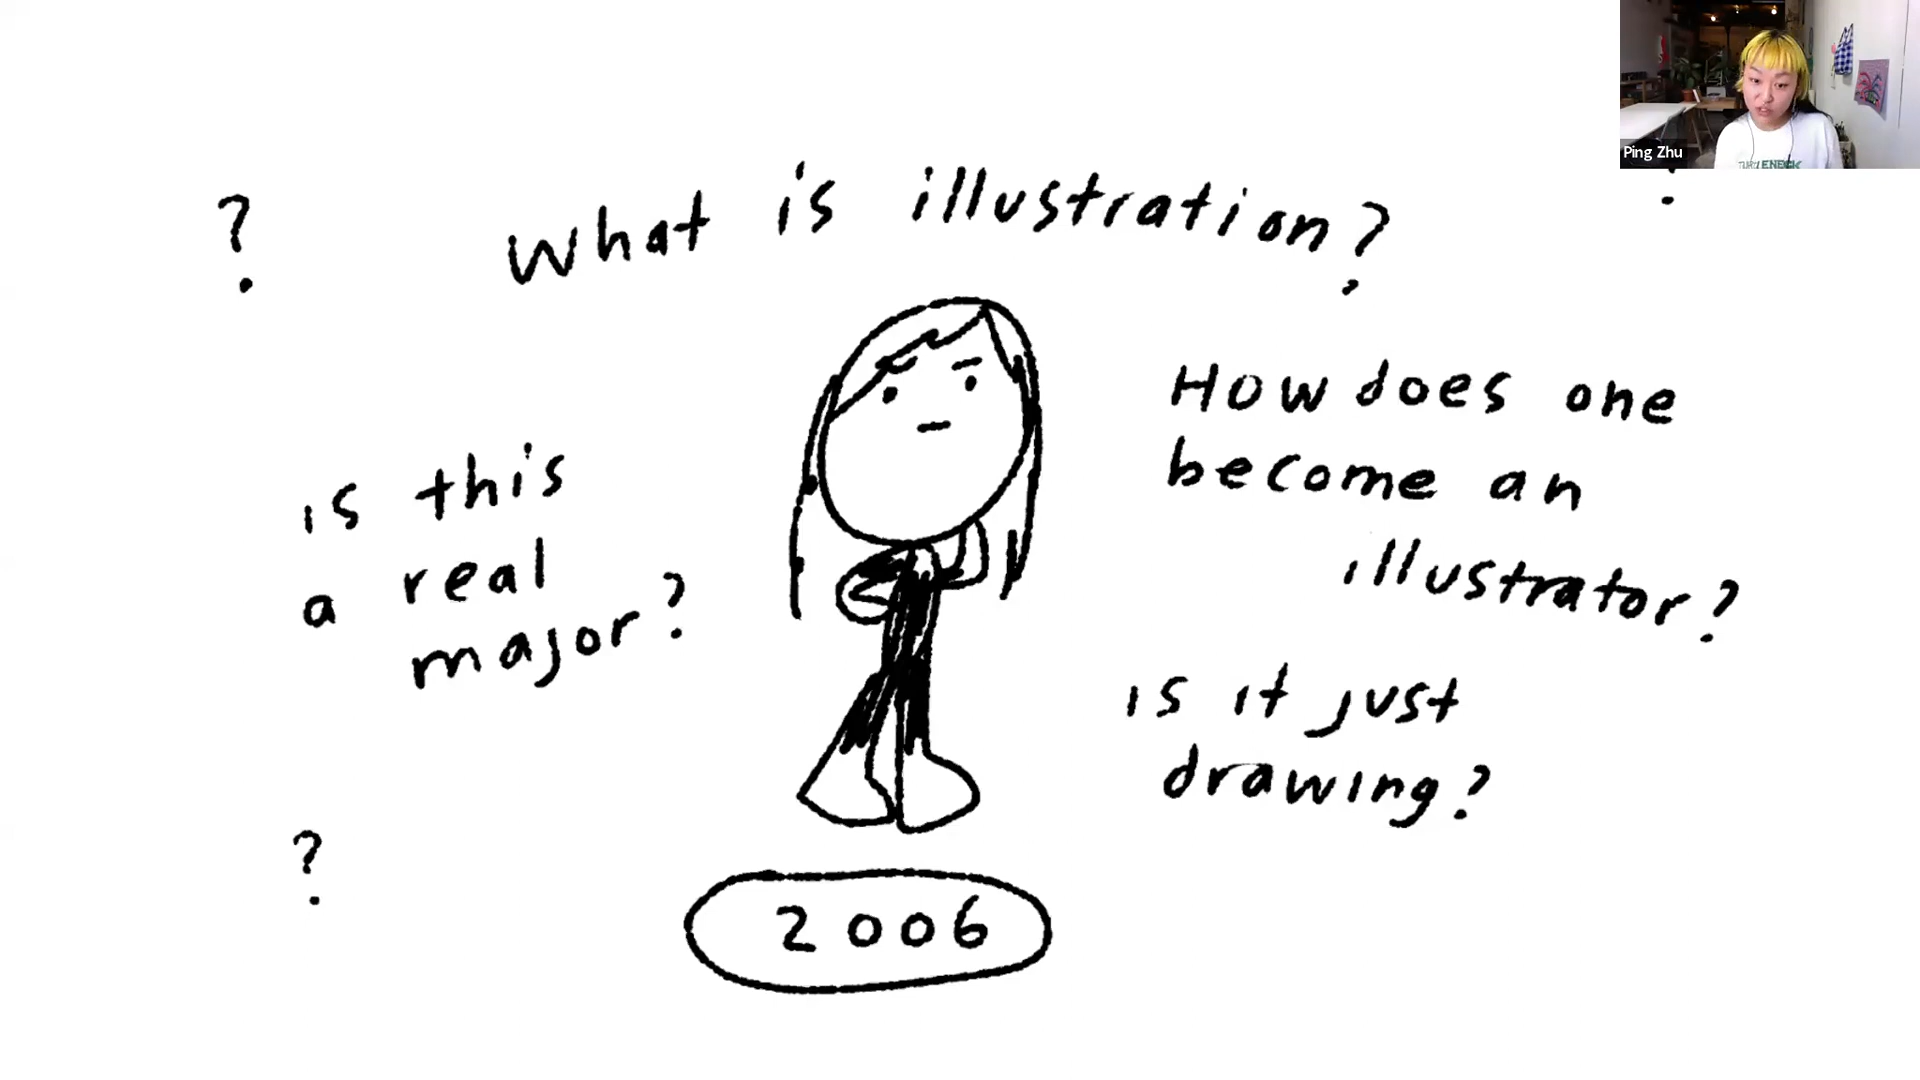 Ping Zhu
?
What is illustration?
How does one
become an
illustrator?
is this
a real
major?
is it just
drawing?
?
2006